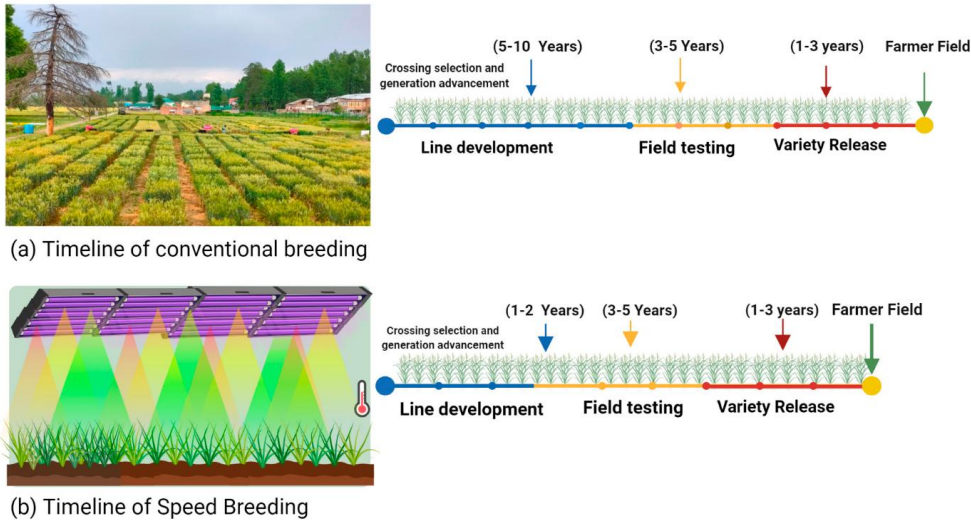 (5-10 Years)
(3-5 Years)
(1-3 years)
Farmer Field
Crossing selection and
generation advancement
Line development
Field testing
Variety Release
(a) Timeline of conventional breeding
(1-2 Years)
(3-5 Years)
(1-3 years)
Farmer Field
Crossing selection and
generation advancement
Line development
Field testing
Variety Release
(b) Timeline of Speed Breeding